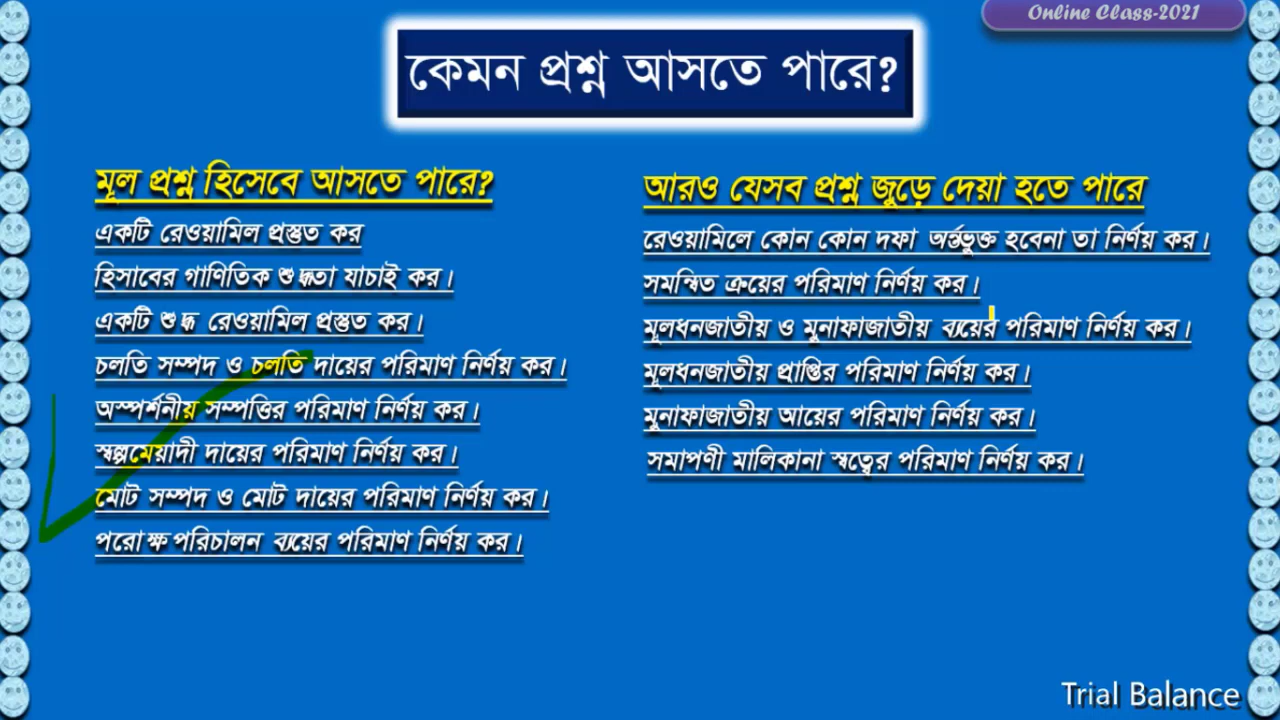 Online Class-2021
কেমন প্রশ্ন আসতে পারে?
মূল প্রশ্ন হিসেবে আসতে পারে?
একটি রেওয়ামিল প্রস্তুত কর
হিসাবের গাণিতিক শুদ্ধতা যাচাই কর।
একটি শুদ্ধ রেওয়ামিল প্রস্তুত কর।
চলতি সম্পদ ও চলতি দায়ের পরিমাণ নির্ণয় কর।
অস্পর্শনীয় সম্পত্তির পরিমাণ নির্ণয় কর।
স্বল্পমেয়াদী দায়ের পরিমাণ নির্ণয় কর।
মোট সম্পদ ও মোট দায়ের পরিমাণ নির্ণয় কর।
পরোক্ষ পরিচালন ব্যয়ের পরিমাণ নির্ণয় কর।
আরও যেসব প্রশ্ন জুড়ে দেয়া হতে পারে
রেওয়ামিলে কোন কোন দফা অর্ন্তভুক্ত হবেনা তা নির্ণয় কর।
সমন্বিত ক্রয়ের পরিমাণ নির্ণয় কর।
মূলধনজাতীয় ও মুনাফাজাতীয় ব্যয়ের পরিমাণ নির্ণয় কর।
মূলধনজাতীয় প্রাপ্তির পরিমাণ নির্ণয় কর।
মুনাফাজাতীয় আয়ের পরিমাণ নির্ণয় কর।
সমাপণী মালিকানা স্বত্বের পরিমাণ নির্ণয় কর।
Trial Balance